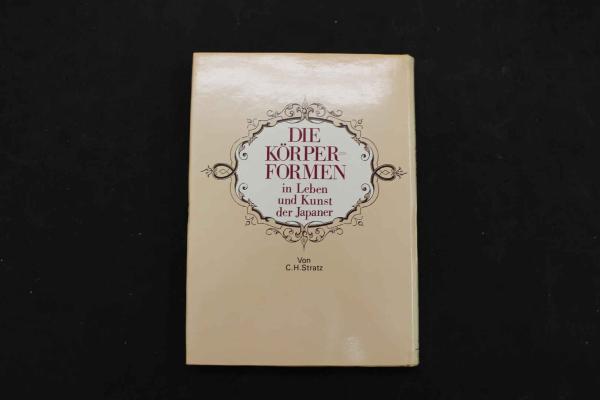 DIE
KÖRPER-
FORMEN
in Leben
und Kunst
der Japaner
Von
C.H.Stratz